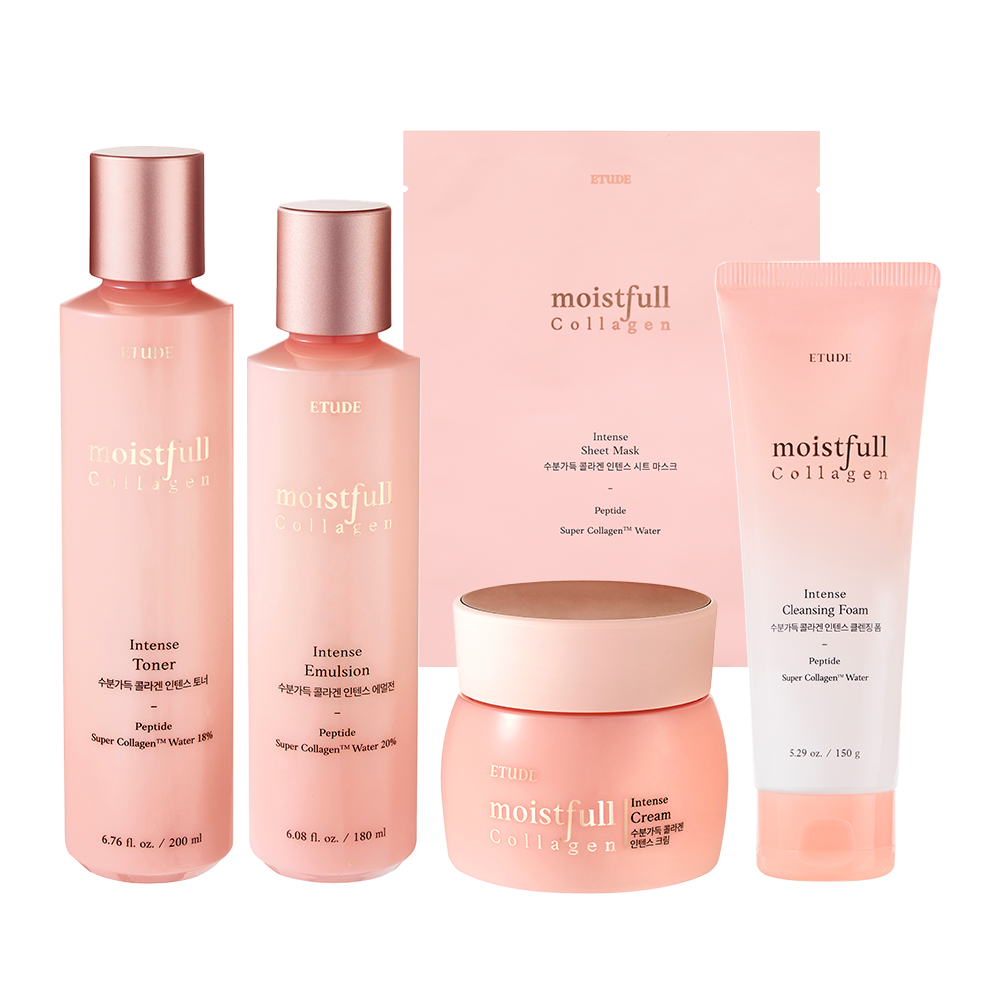 ETUDE
moistfull
Collagen
Intense
Toner
수분가득 콜라겐 인텐스 토너
–
Peptide
Super Collagen™ Water 18%
6.76 fl. oz. / 200 ml
ETUDE
moistfull
Collagen
Intense
Emulsion
수분가득 콜라겐 인텐스 에멀전
–
Peptide
Super Collagen™ Water 20%
6.08 fl. oz. / 180 ml
ETUDE
moistfull
Collagen
Intense
Sheet Mask
수분가득 콜라겐 인텐스 시트 마스크
–
Peptide
Super Collagen™ Water
ETUDE
moistfull
Collagen
Intense
Cream
수분가득 콜라겐
인텐스 크림
ETUDE
moistfull
Collagen
Intense
Cleansing Foam
수분가득 콜라겐 인텐스 클렌징 폼
–
Peptide
Super Collagen™ Water
5.29 oz. / 150 g